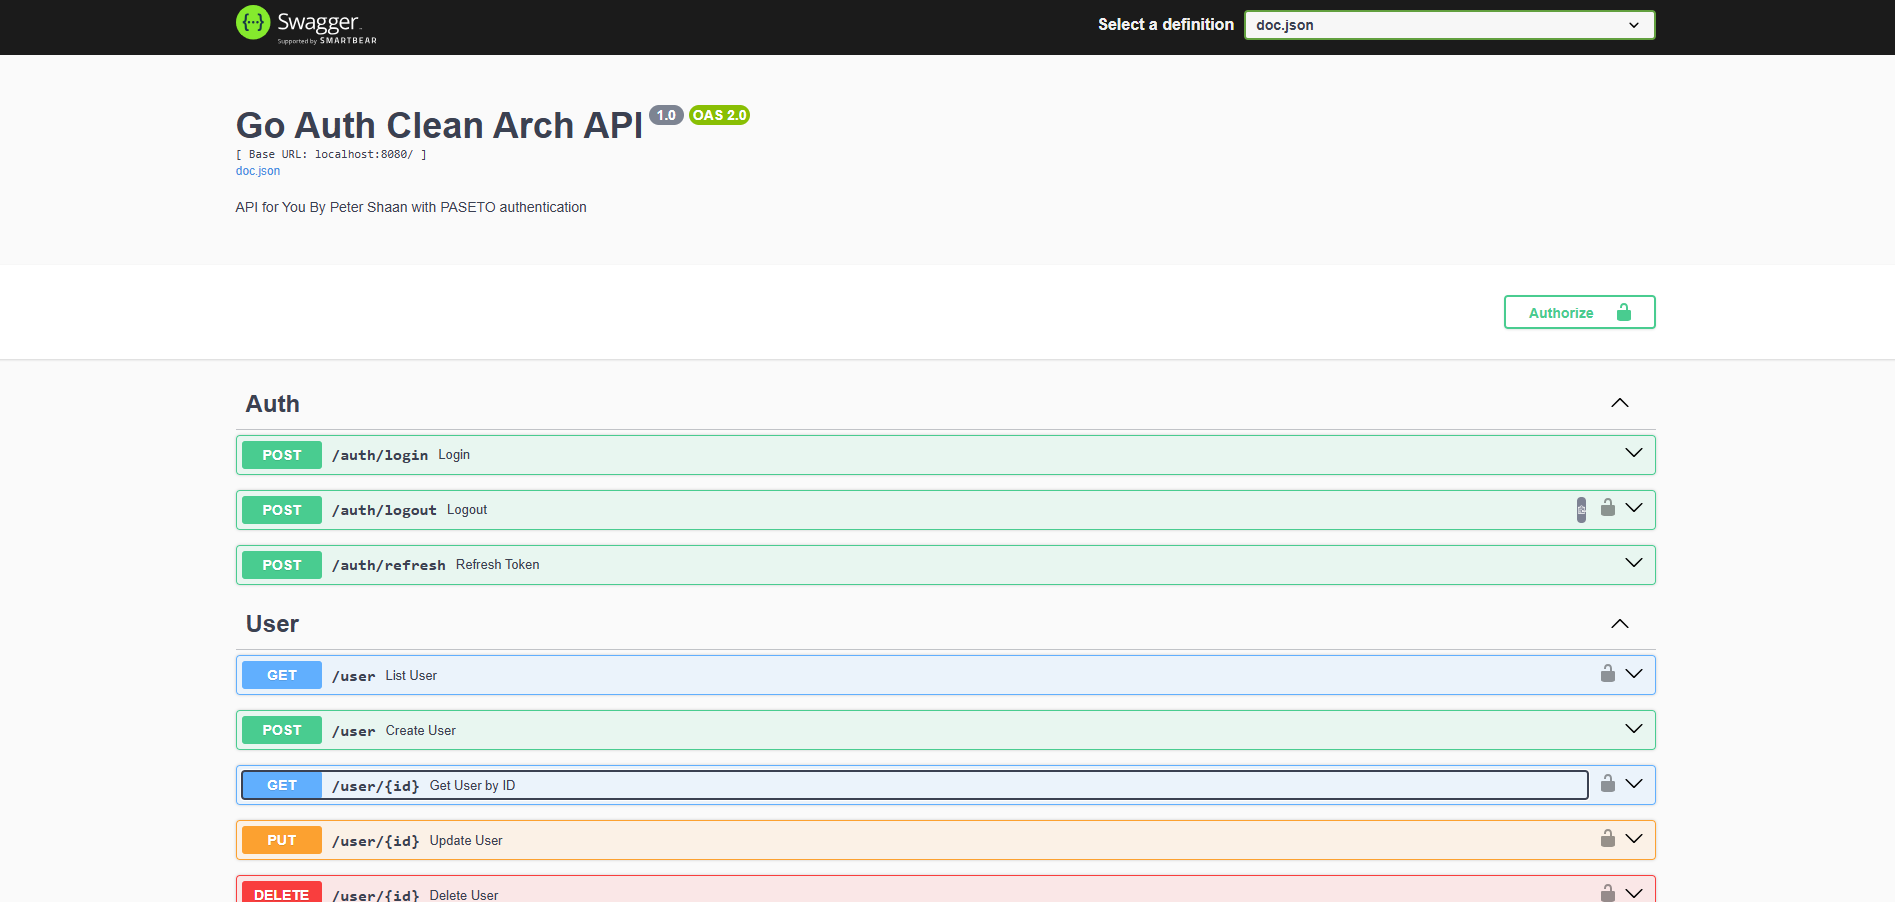 Swagger
Supported by SMARTBEAR
Select a definition
doc.json
Go Auth Clean Arch API 1.0 OAS 2.0
[ Base URL: localhost:8080/ ]
doc.json
API for You By Peter Shaan with PASETO authentication
Authorize
Auth
POST /auth/login Login
POST /auth/logout Logout
POST /auth/refresh Refresh Token
User
GET /user List User
POST /user Create User
GET /user/{id} Get User by ID
PUT /user/{id} Update User
DELETE /user/{id} Delete User